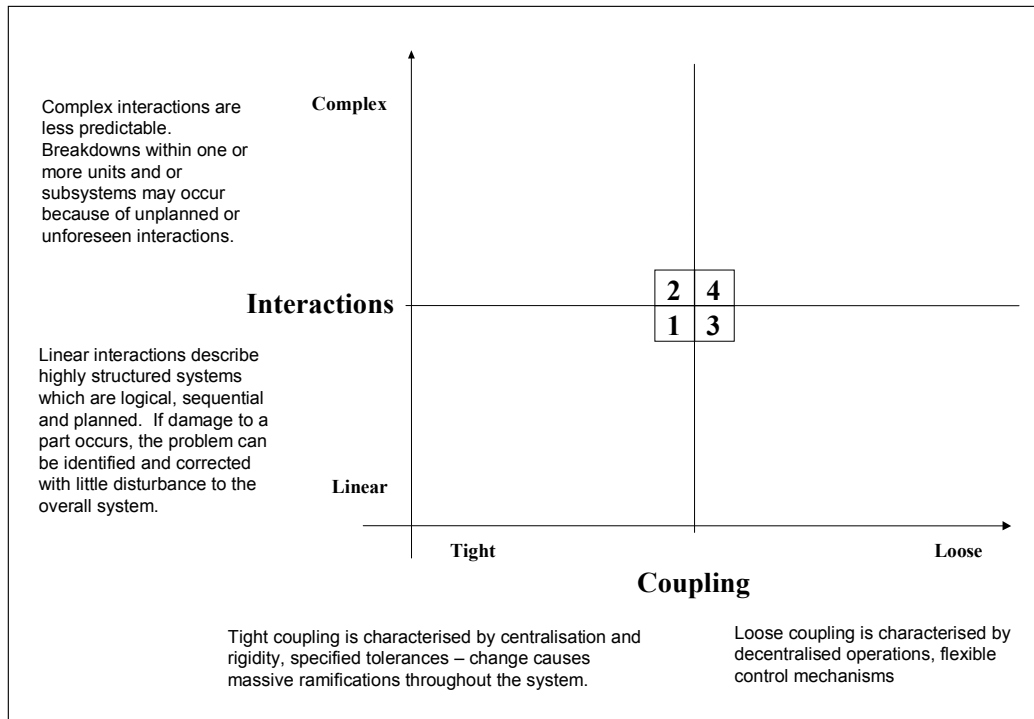 Complex interactions are
less predictable.
Breakdowns within one or
more units and or
subsystems may occur
because of unplanned or
unforeseen interactions.
Complex
Interactions
2 4
1 3
Linear interactions describe
highly structured systems
which are logical, sequential
and planned.  If damage to a
part occurs, the problem can
be identified and corrected
with little disturbance to the
overall system.
Linear
Tight
Loose
Coupling
Tight coupling is characterised by centralisation and
rigidity, specified tolerances – change causes
massive ramifications throughout the system.
Loose coupling is characterised by
decentralised operations, flexible
control mechanisms